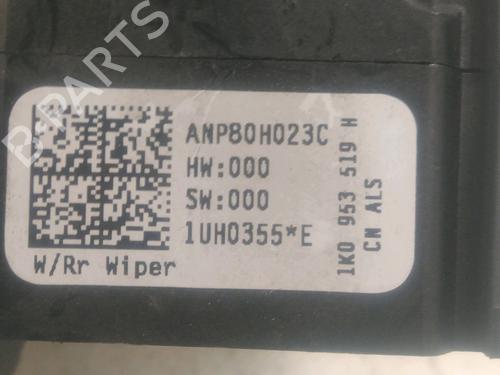 ANP80H023C
HW:000
SW:000
1UH0355*E
W/Rr Wiper
1K0 953 519 H
CN ALS
B-PARTS